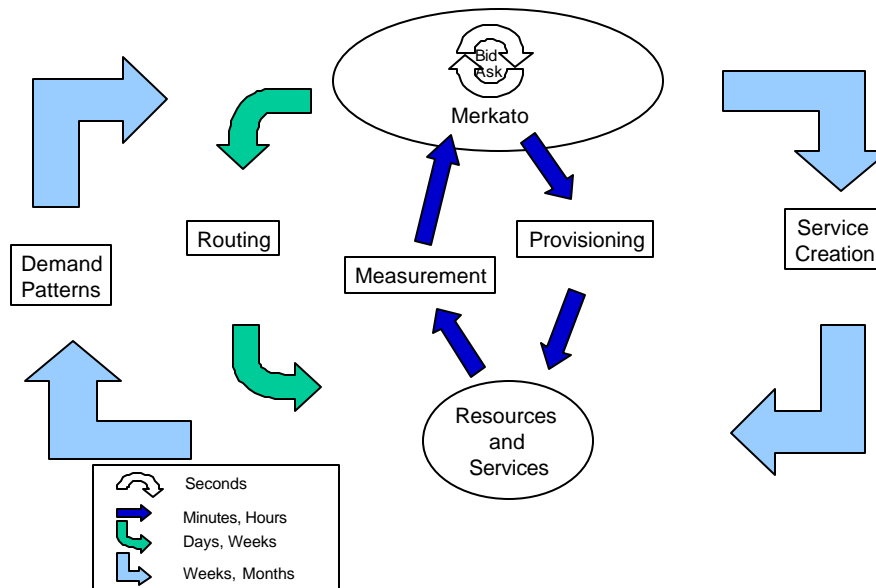 Bid
Ask
Merkato
Routing
Provisioning
Service
Creation
Demand
Patterns
Measurement
Resources
and
Services
Seconds
Minutes, Hours
Days, Weeks
Weeks, Months